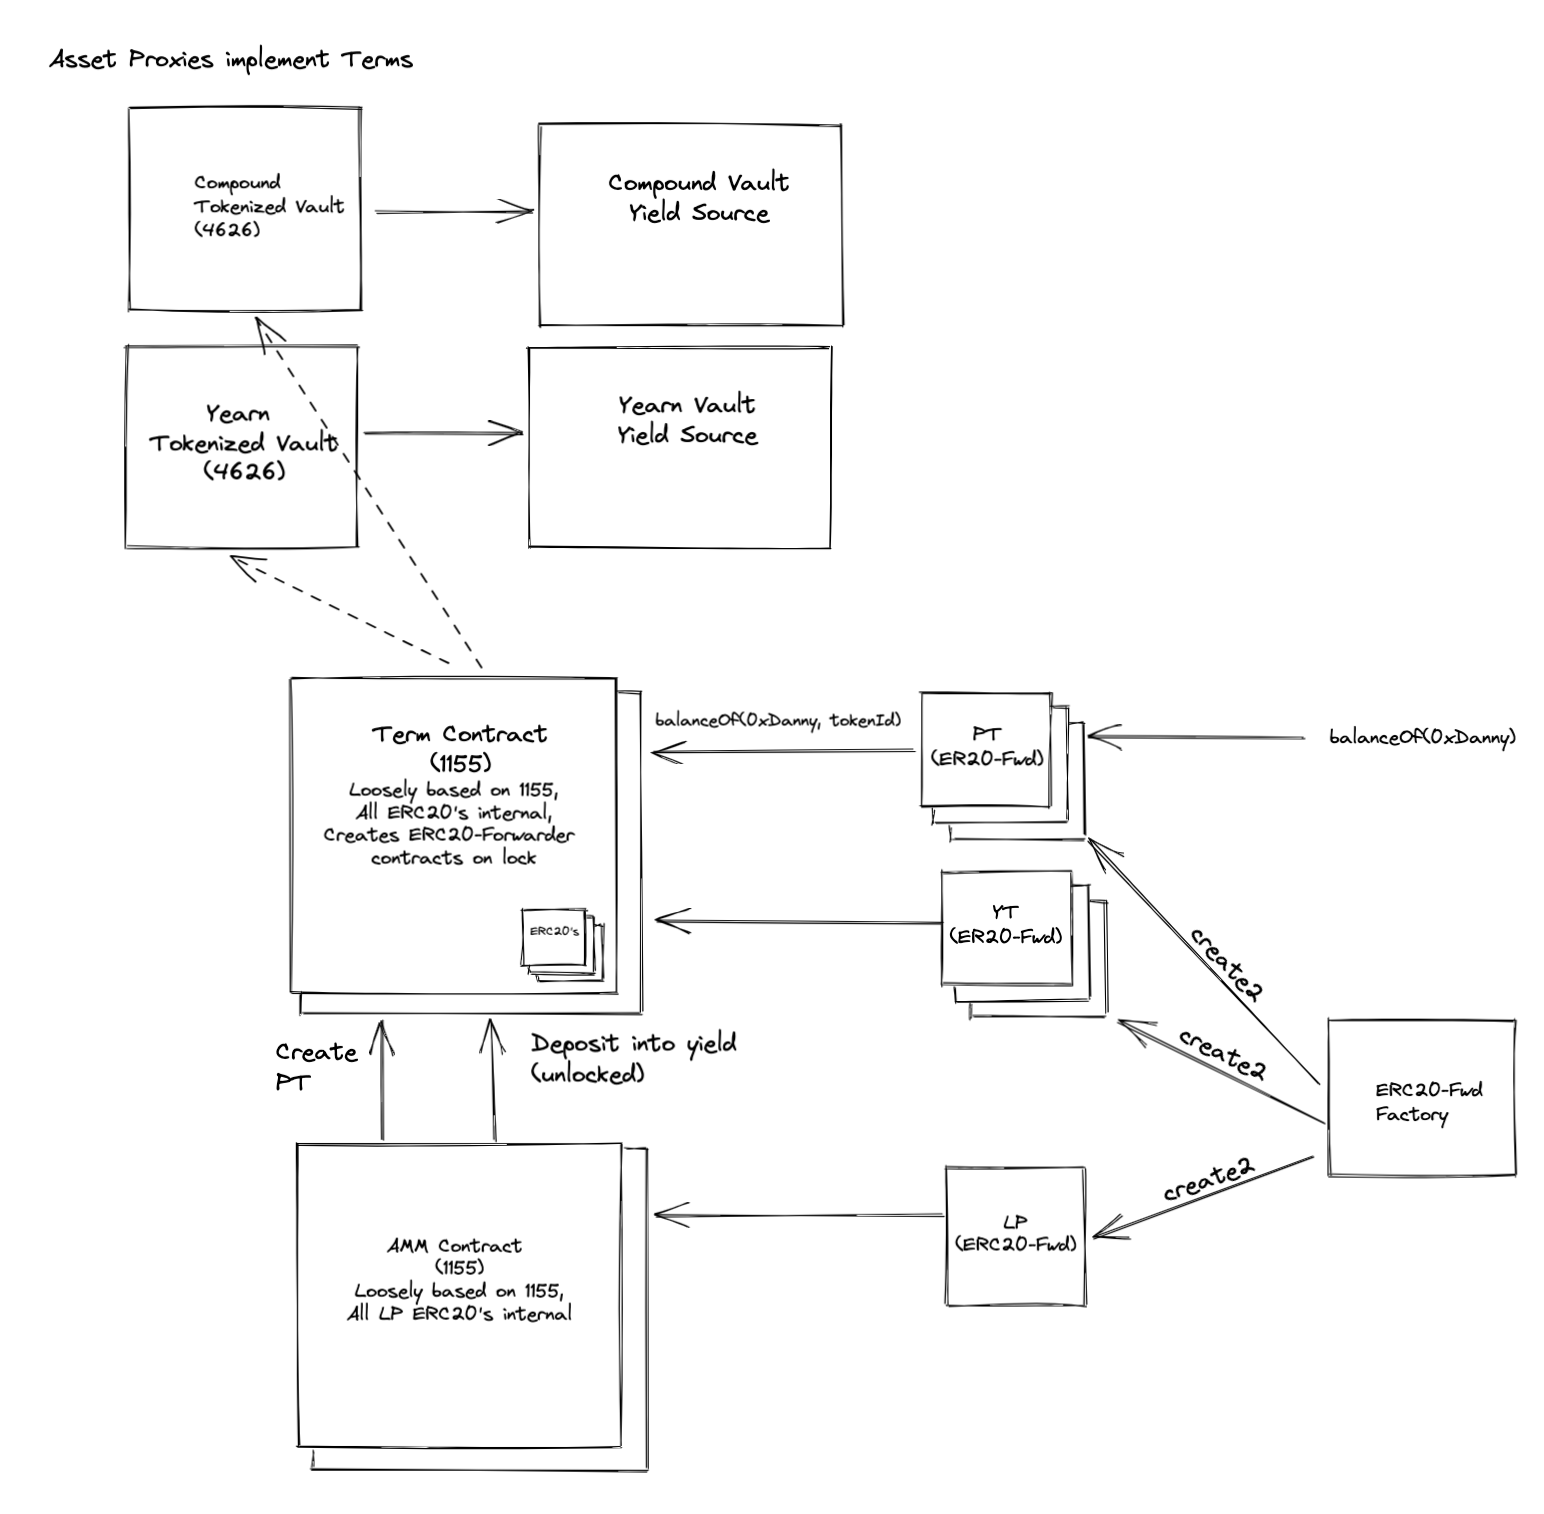 Asset Proxies implement Terms
Compound
Tokenized Vault
(4626)
Compound Vault
Yield Source
Yearn
Tokenized Vault
(4626)
Yearn Vault
Yield Source
Term Contract
(1155)
Loosely based on 1155,
All ERC20's internal,
Creates ERC20-Forwarder
contracts on lock
ERC20's
balanceOf(0xDanny, tokenId)
PT
(ER20-Fwd)
balanceOf(0xDanny)
YT
(ER20-Fwd)
create2
create2
create2
ERC20-Fwd
Factory
Create
PT
Deposit into yield
(unlocked)
AMM Contract
(1155)
Loosely based on 1155,
All LP ERC20's internal
LP
(ERC20-Fwd)